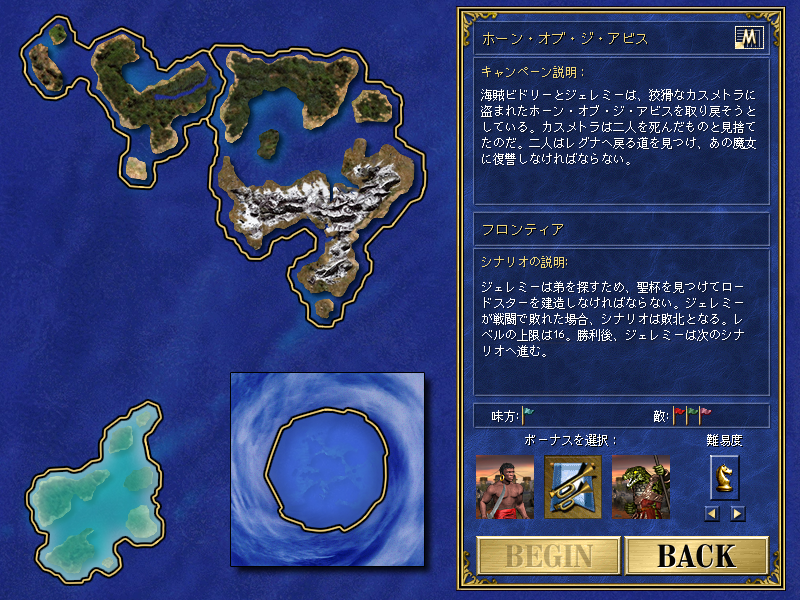 ホーン・オブ・ジ・アビス
キャンペーン説明：
海賊ビドリーとジェレミーは、狡猾なカスメトラに
盗まれたホーン・オブ・ジ・アビスを取り戻そうと
している。カスメトラは二人を死んだものと見捨て
たのだ。二人はレグナへ戻る道を見つけ、あの魔女
に復讐しなければならない。
フロンティア
シナリオの説明:
ジェレミーは弟を探すため、聖杯を見つけてロー
ドスターを建造しなければならない。ジェレミー
が戦闘で敗れた場合、シナリオは敗北となる。レ
ベルの上限は16。勝利後、ジェレミーは次のシナ
リオへ進む。
味方: 敵:
ボーナスを選択： 難易度
BEGIN BACK